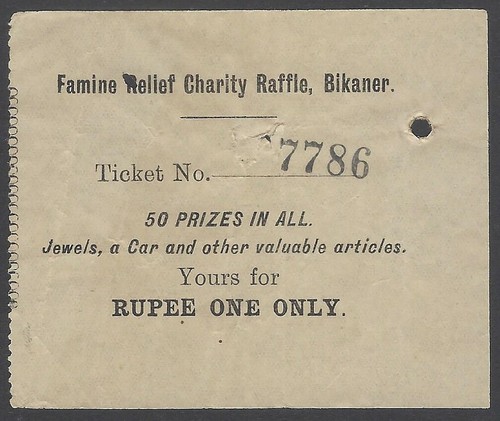 Famine Relief Charity Raffle, Bikaner.
Ticket No. 7786
50 PRIZES IN ALL.
Jewels, a Car and other valuable articles.
Yours for
RUPEE ONE ONLY.